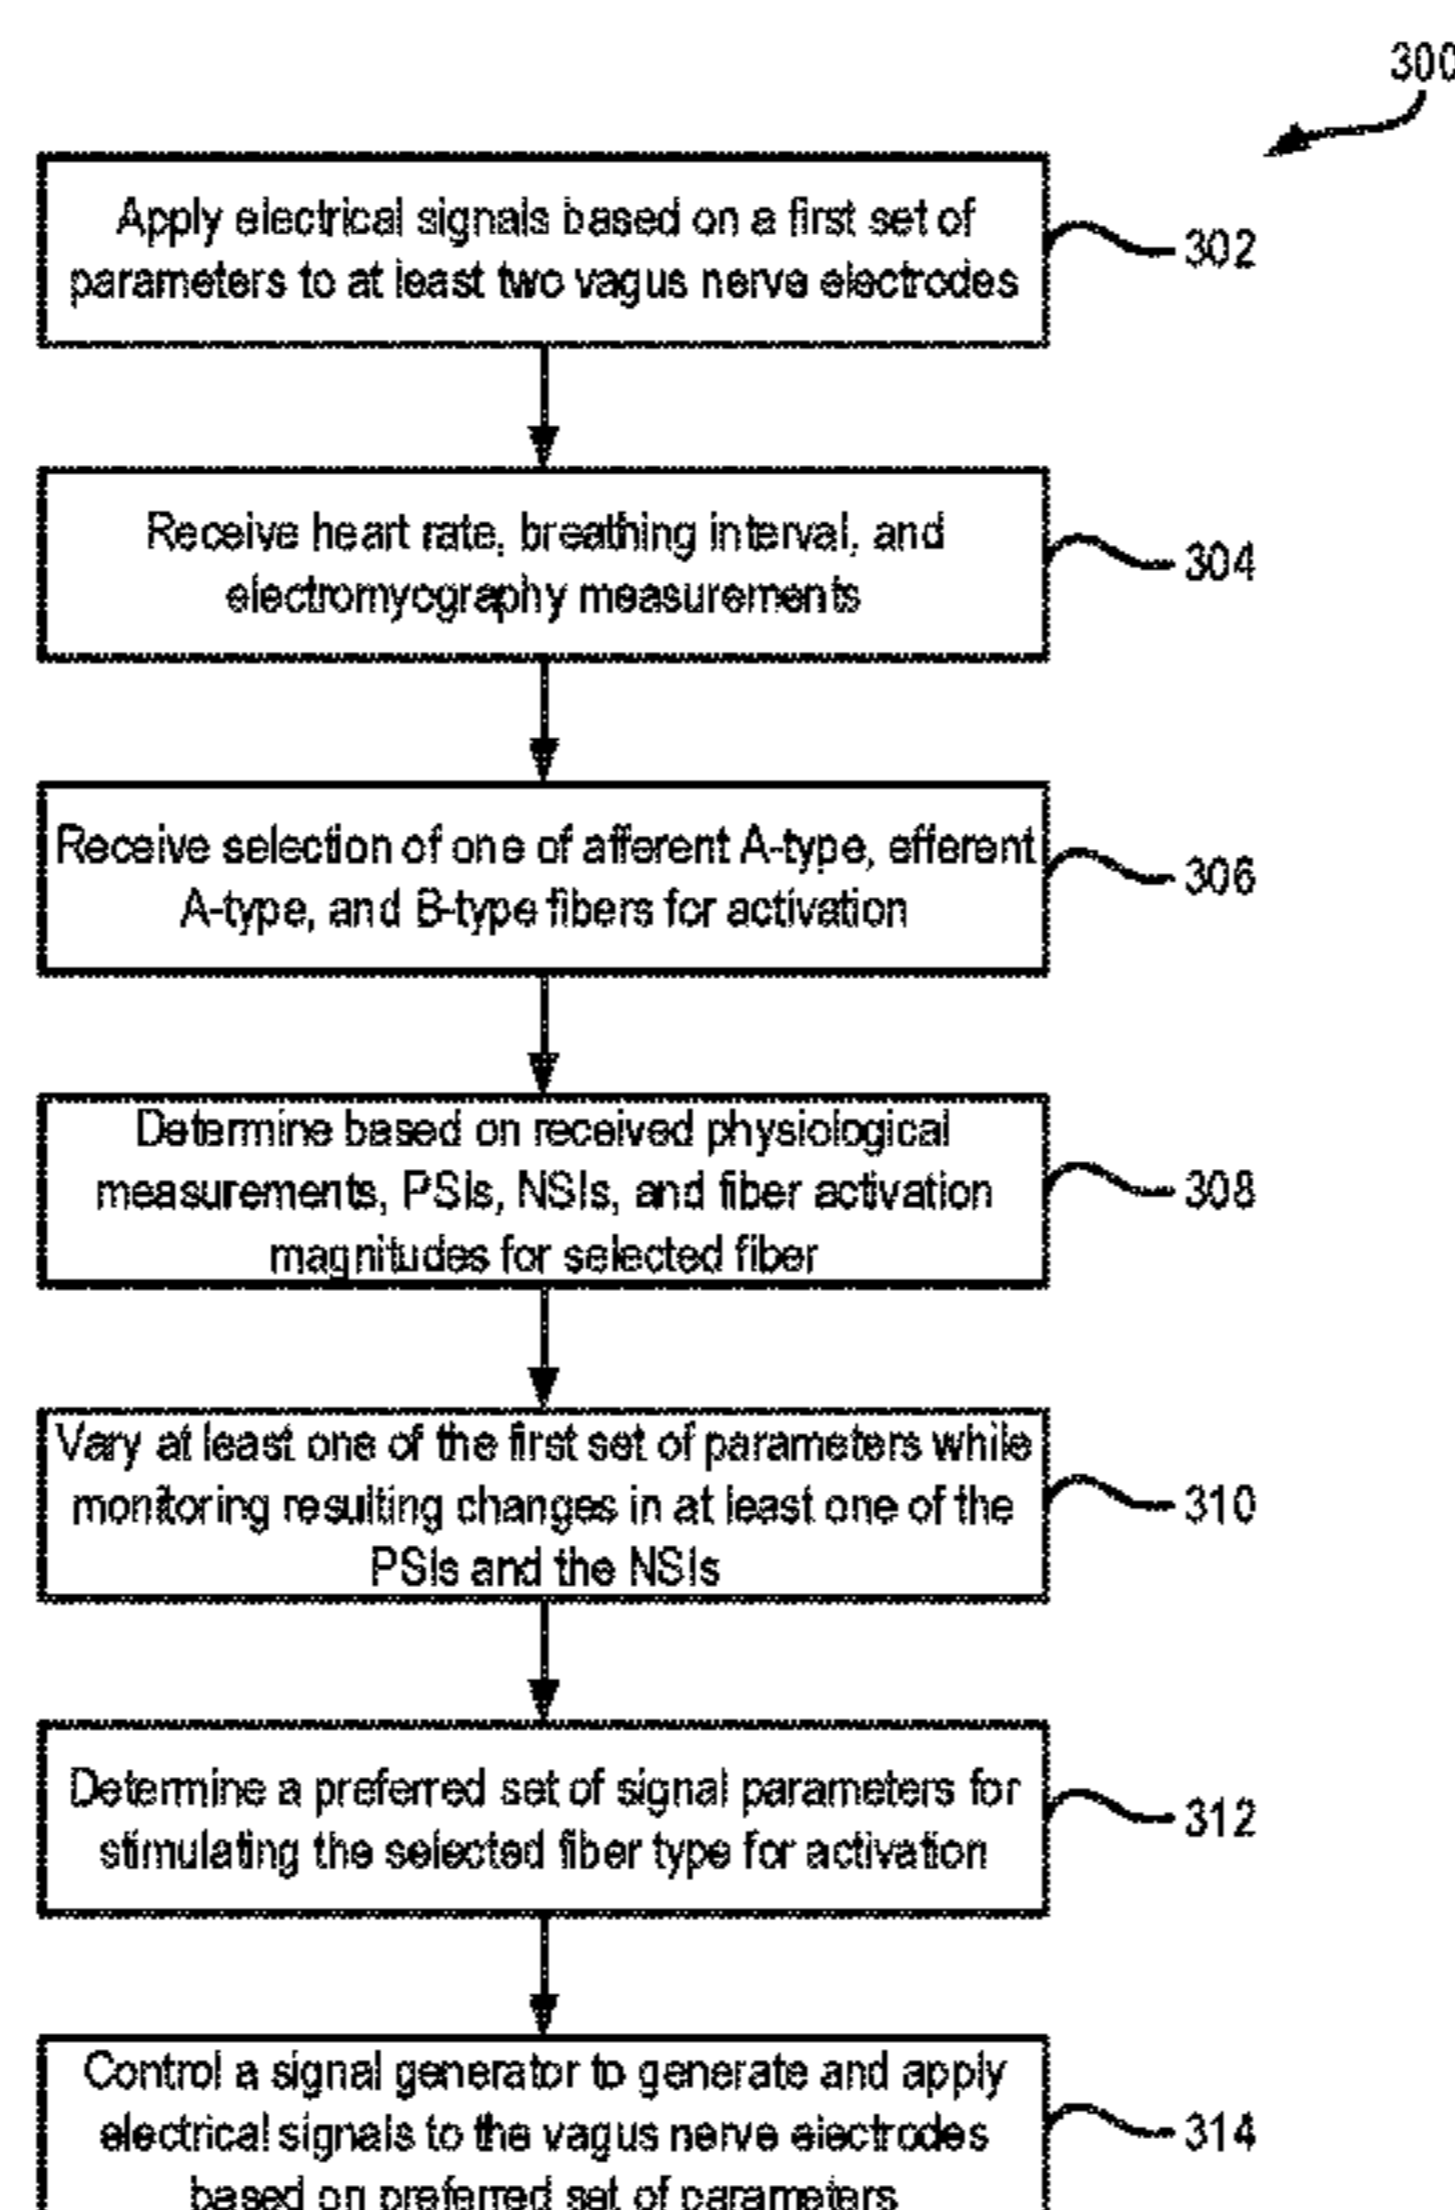 300
Apply electrical signals based on a first set of
parameters to at least two vagus nerve electrodes
302
Receive heart rate, breathing interval, and
electromyography measurements
304
Receive selection of one of afferent A-type, efferent
A-type, and B-type fibers for activation
306
Determine based on received physiological
measurements, PSIs, NSIs, and fiber activation
magnitudes for selected fiber
308
Vary at least one of the first set of parameters while
monitoring resulting changes in at least one of the
PSIs and the NSIs
310
Determine a preferred set of signal parameters for
stimulating the selected fiber type for activation
312
Control a signal generator to generate and apply
electrical signals to the vagus nerve electrodes
based on preferred set of parameters
314